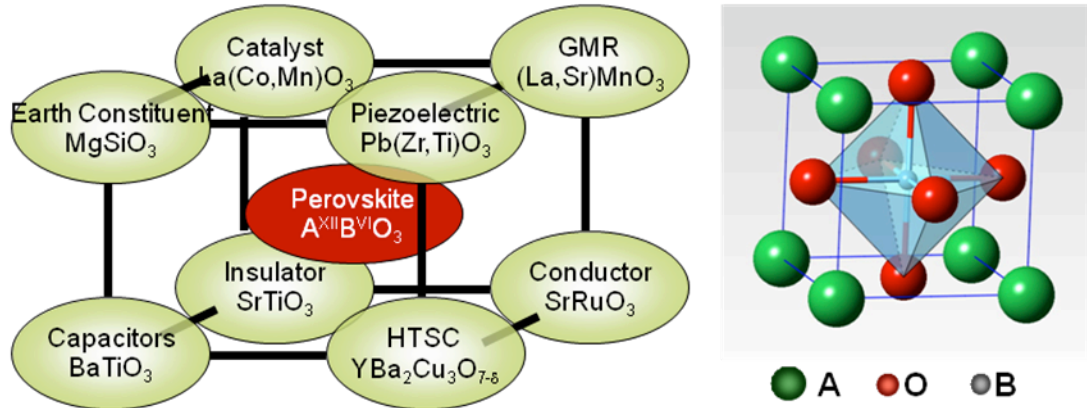 Catalyst
La(Co,Mn)O₃
GMR
(La,Sr)MnO₃
Earth Constituent
MgSiO₃
Piezoelectric
Pb(Zr,Ti)O₃
Perovskite
AˣᴵᴵBⱽᴵO₃
Insulator
SrTiO₃
Conductor
SrRuO₃
Capacitors
BaTiO₃
HTSC
YBa₂Cu₃O₇₋δ
A O B